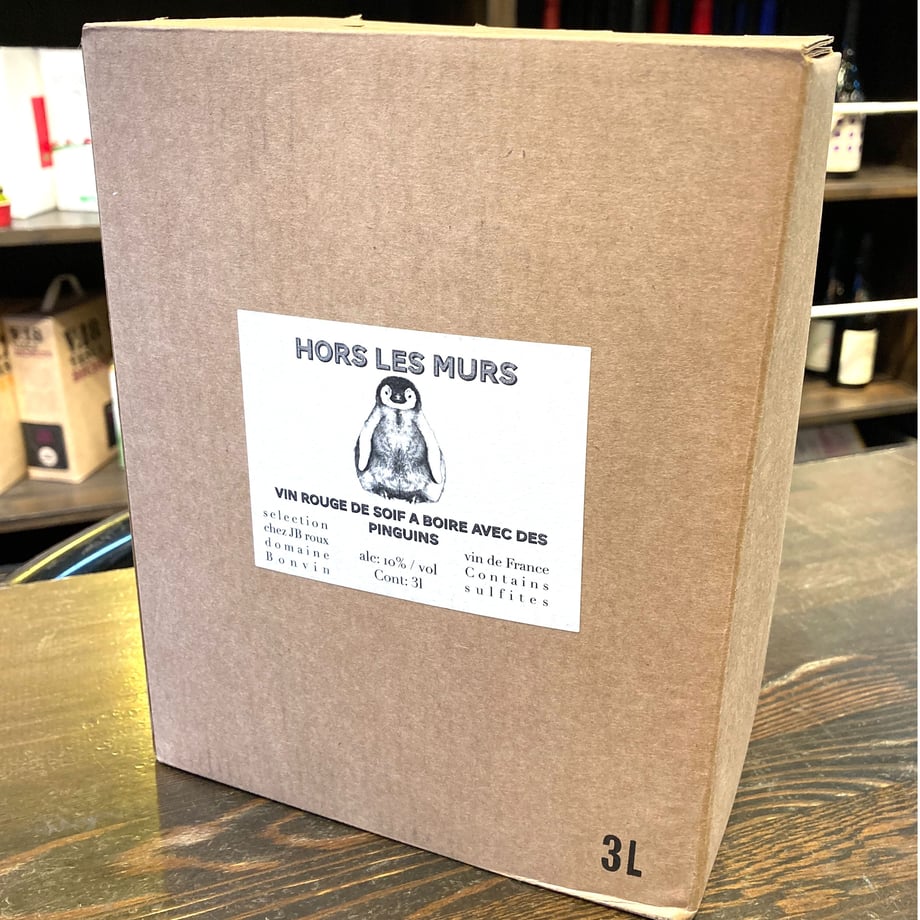 HORS LES MURS
VIN ROUGE DE SOIF A BOIRE AVEC DES
PINGUINS
selection
chez JB roux
domaine
Bonvin
alc: 10% / vol
Cont: 3l
vin de France
Contains
sulfites
3L